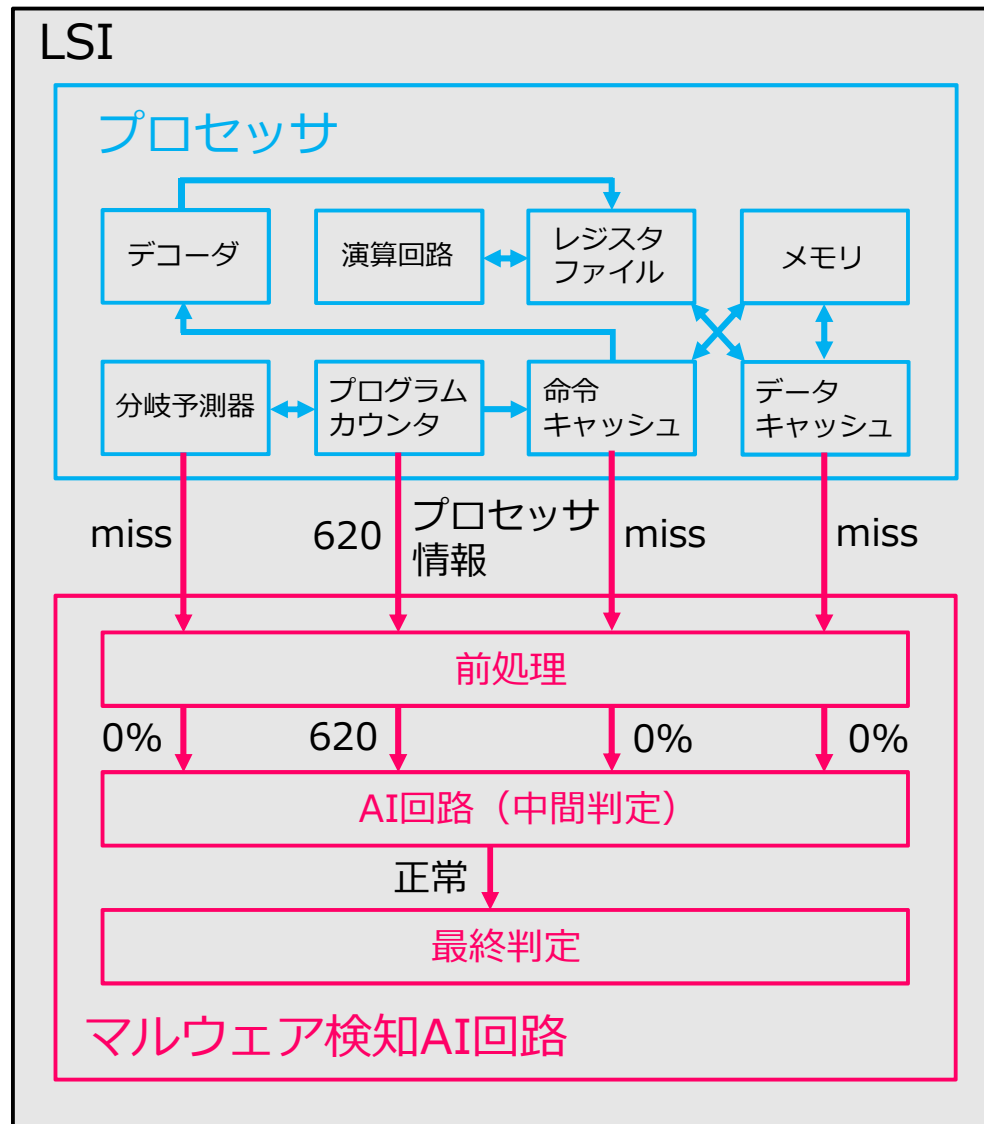 LSI
プロセッサ
デコーダ
演算回路
レジスタ
ファイル
メモリ
分岐予測器
プログラム
カウンタ
命令
キャッシュ
データ
キャッシュ
miss
620
プロセッサ
情報
miss
miss
前処理
0%
620
0%
0%
AI回路（中間判定）
正常
最終判定
マルウェア検知AI回路